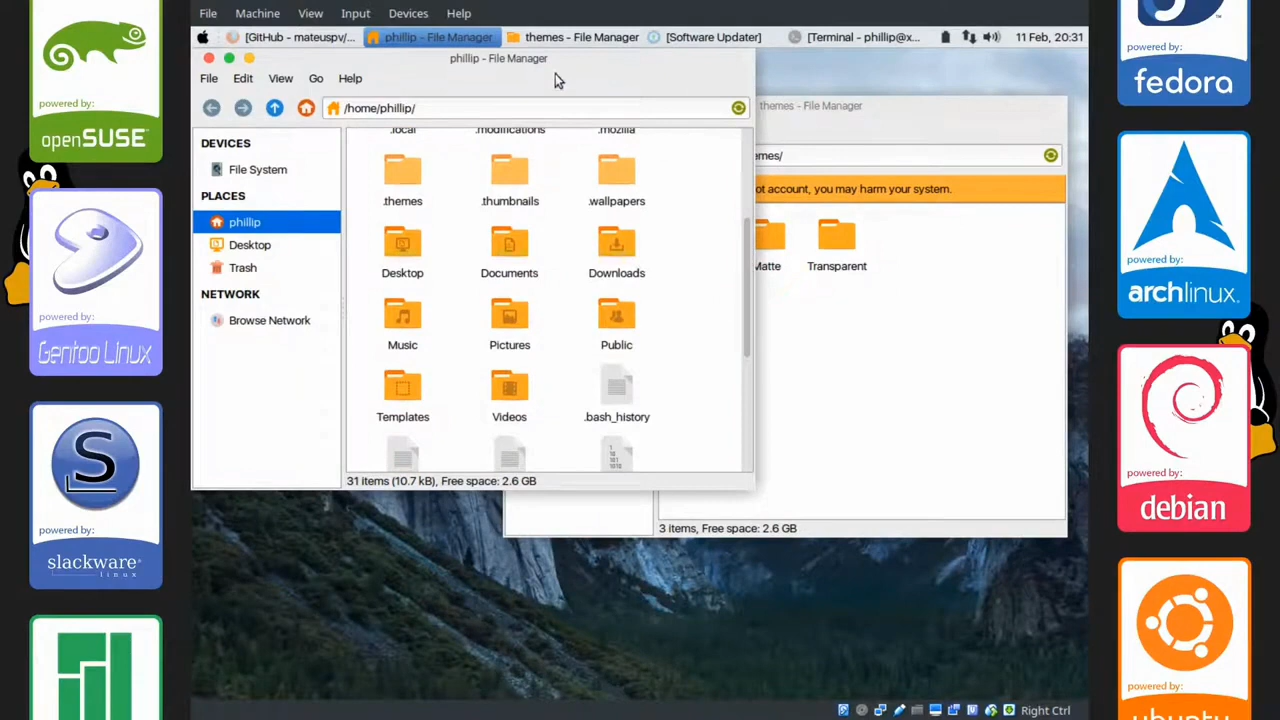 File Machine View Input Devices Help
[GitHub - mateuspv/... phillip - File Manager themes - File Manager [Software Updater] [Terminal - phillip@x... 11 Feb, 20:31
phillip - File Manager
File Edit View Go Help
/home/phillip/
DEVICES
File System
PLACES
phillip
Desktop
Trash
NETWORK
Browse Network
.local .modifications .mozilla
.themes .thumbnails .wallpapers
Desktop Documents Downloads
Music Pictures Public
Templates Videos .bash_history
31 items (10.7 kB), Free space: 2.6 GB
themes - File Manager
emes/
ot account, you may harm your system.
Matte Transparent
3 items, Free space: 2.6 GB
Right Ctrl
powered by:
openSUSE
powered by:
Gentoo Linux
powered by:
slackware
linux
powered by:
fedora
powered by:
archlinux
powered by:
debian
powered by:
ubuntu